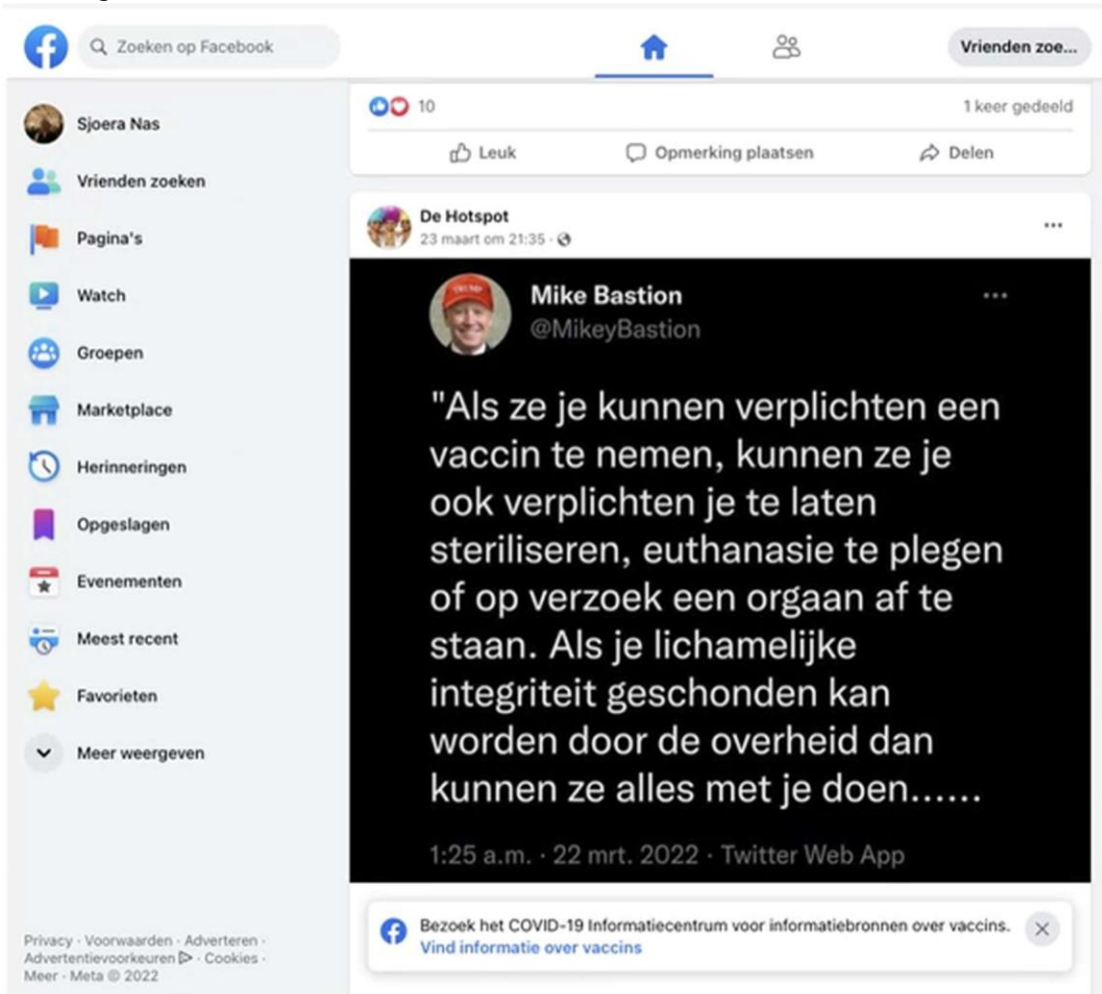 Zoeken op Facebook
Vrienden zoe...
Sjoera Nas
Vrienden zoeken
Pagina's
Watch
Groepen
Marketplace
Herinneringen
Opgeslagen
Evenementen
Meest recent
Favorieten
Meer weergeven
Privacy · Voorwaarden · Adverteren ·
Advertentievoorkeuren · Cookies ·
Meer · Meta © 2022
10
1 keer gedeeld
Leuk
Opmerking plaatsen
Delen
De Hotspot
23 maart om 21:35 ·
TRUMP
Mike Bastion
@MikeyBastion
"Als ze je kunnen verplichten een
vaccin te nemen, kunnen ze je
ook verplichten je te laten
steriliseren, euthanasie te plegen
of op verzoek een orgaan af te
staan. Als je lichamelijke
integriteit geschonden kan
worden door de overheid dan
kunnen ze alles met je doen......
1:25 a.m. · 22 mrt. 2022 · Twitter Web App
Bezoek het COVID-19 Informatiecentrum voor informatiebronnen over vaccins.
Vind informatie over vaccins